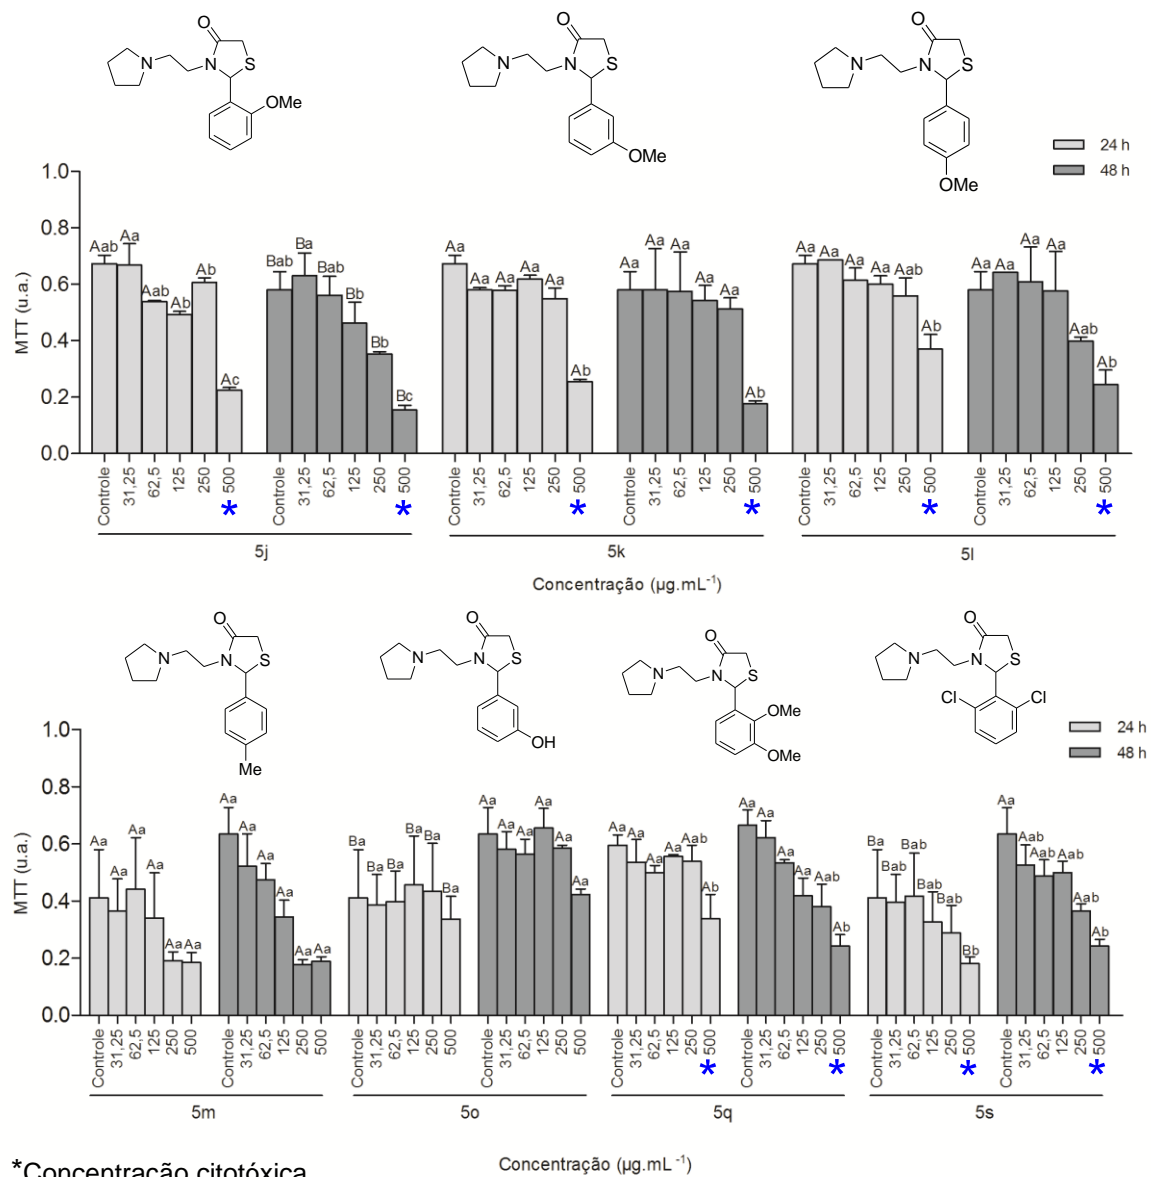 O
N
N
S
OMe
O
N
N
S
OMe
O
N
N
S
OMe
24 h
48 h
MTT (u.a.)
1.0
0.8
0.6
0.4
0.2
0.0
Aab Aa Aab Ab Ab Ac
Bab Ba Bab Bb Bb Bc
Aa Aa Aa Aa Aa Ab
Aa Aa Aa Aa Aa Ab
Aa Aa Aa Aa Aab Ab
Aa Aa Aa Aa Aab Ab
Controle 31,25 62,5 125 250 500 *
Controle 31,25 62,5 125 250 500 *
Controle 31,25 62,5 125 250 500 *
Controle 31,25 62,5 125 250 500 *
Controle 31,25 62,5 125 250 500 *
Controle 31,25 62,5 125 250 500 *
5j 5k 5l
Concentração (µg.mL⁻¹)
O
N
N
S
Me
O
N
N
S
OH
O
N
N
S
OMe
OMe
O
N
N
S
Cl
Cl
24 h
48 h
MTT (u.a.)
1.0
0.8
0.6
0.4
0.2
0.0
Aa Aa Aa Aa Aa Aa
Aa Aa Aa Aa Aa Aa
Ba Ba Ba Ba Ba Ba
Aa Aa Aa Aa Aa Aa
Aa Aa Aa Aa Aab Ab
Aa Aa Aa Aa Aab Ab
Ba Bab Bab Bab Bab Bb
Aa Aab Aab Aab Aab Ab
Controle 31,25 62,5 125 250 500
Controle 31,25 62,5 125 250 500
Controle 31,25 62,5 125 250 500
Controle 31,25 62,5 125 250 500
Controle 31,25 62,5 125 250 500 *
Controle 31,25 62,5 125 250 500 *
Controle 31,25 62,5 125 250 500 *
Controle 31,25 62,5 125 250 500 *
5m 5o 5q 5s
Concentração (µg.mL⁻¹)
*Concentração citotóxica